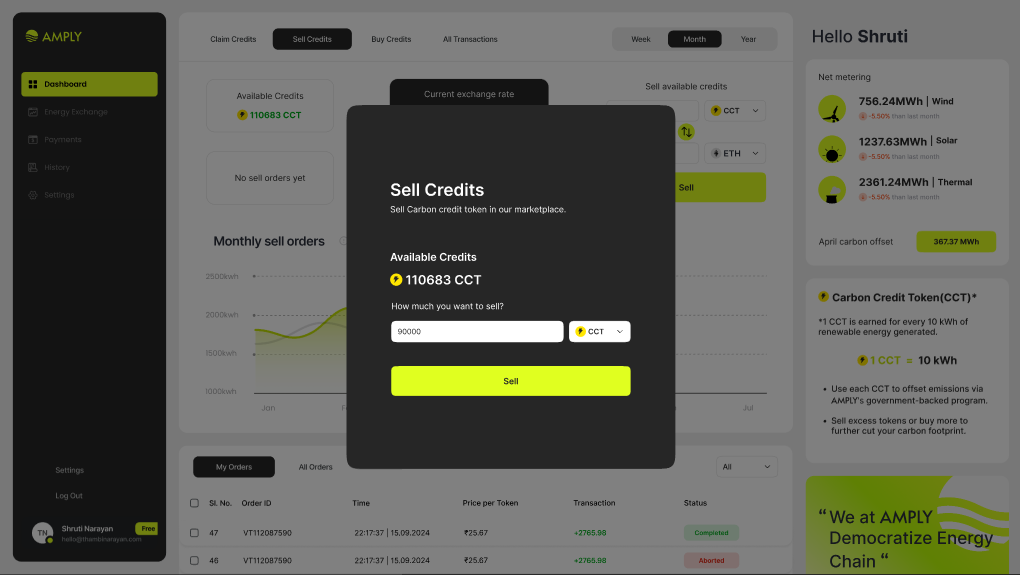 AMPLY
Dashboard
Energy Exchange
Payments
History
Settings
Settings
Log Out
TN
Shruti Narayan
Free
hello@thembinarayan.com
Claim Credits
Sell Credits
Buy Credits
All Transactions
Week
Month
Year
Available Credits
110683 CCT
No sell orders yet
Current exchange rate
Sell available credits
CCT
ETH
Sell
Monthly sell orders
2500kwh
2000kwh
1500kwh
1000kwh
Jan
Jul
Sell Credits
Sell Carbon credit token in our marketplace.
Available Credits
110683 CCT
How much you want to sell?
90000
CCT
Sell
My Orders
All Orders
All
Sl. No. Order ID Time Price per Token Transaction Status
47 VT112087590 22:17:37 | 15.09.2024 ₹25.67 +2765.98 Completed
46 VT112087590 22:17:37 | 15.09.2024 ₹25.67 +2765.98 Aborted
Hello Shruti
Net metering
756.24MWh | Wind
-5.50% than last month
1237.63MWh | Solar
-5.50% than last month
2361.24MWh | Thermal
-5.50% than last month
April carbon offset
367.37 MWh
Carbon Credit Token(CCT)*
*1 CCT is earned for every 10 kWh of
renewable energy generated.
1 CCT = 10 kWh
• Use each CCT to offset emissions via
AMPLY's government-backed program.
• Sell excess tokens or buy more to
further cut your carbon footprint.
“We at AMPLY
Democratize Energy
Chain “